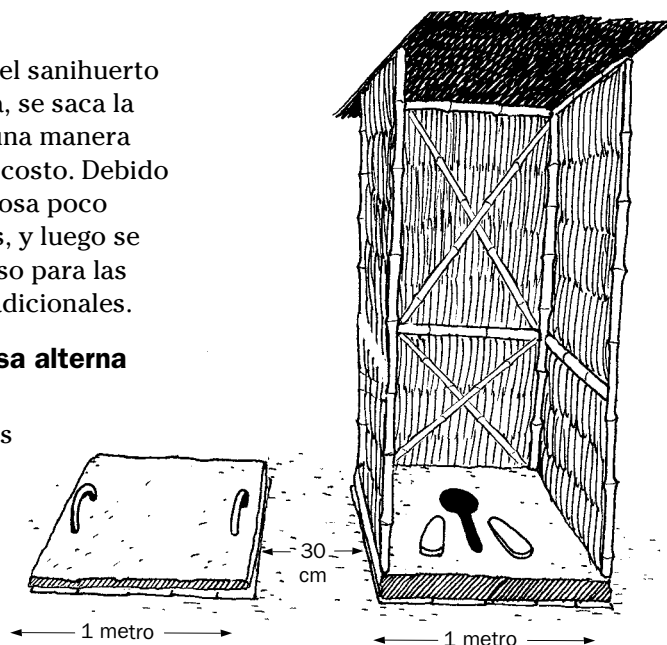 el sanihuerto
, se saca la
una manera
costo. Debido
osa poco
s, y luego se
so para las
adicionales.
sa alterna
s
30
cm
1 metro
1 metro